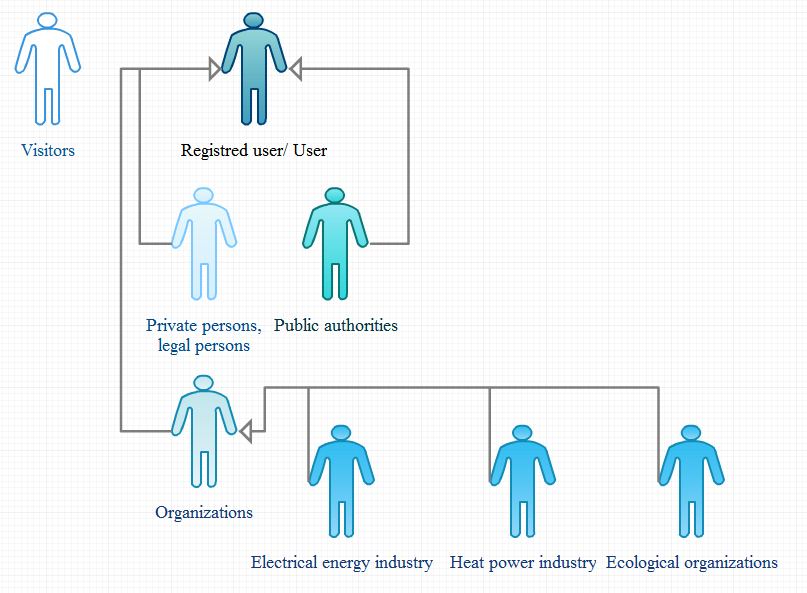 Visitors
Registred user/ User
Private persons,
legal persons
Public authorities
Organizations
Electrical energy industry
Heat power industry
Ecological organizations